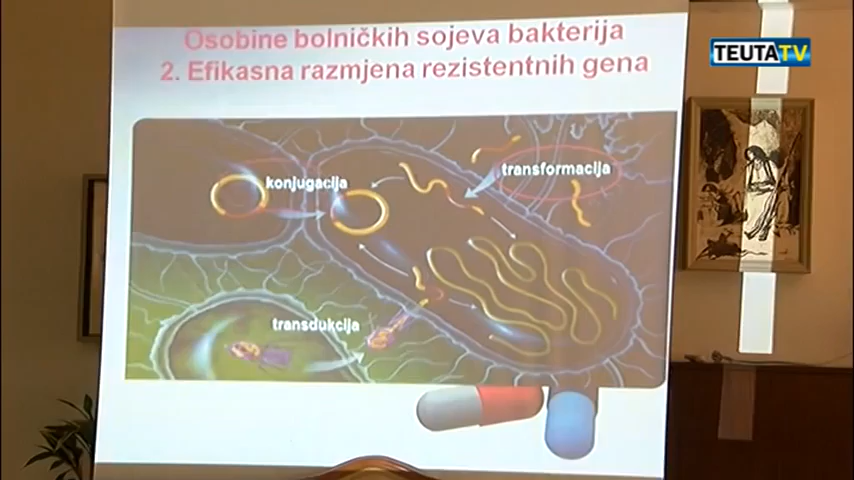 Osobine bolničkih sojeva bakterija
2. Efikasna razmjena rezistentnih gena
TEUTA TV
konjugacija
transformacija
transdukcija